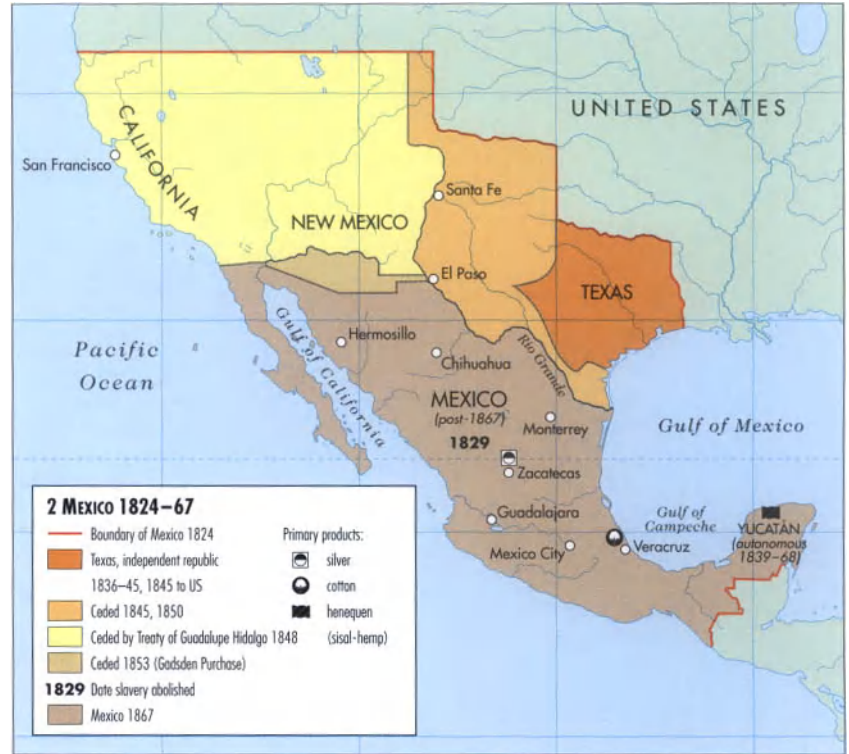 UNITED STATES
CALIFORNIA
San Francisco
Santa Fe
NEW MEXICO
El Paso
TEXAS
Gulf of California
Hermosillo
Chihuahua
Rio Grande
Pacific
Ocean
MEXICO
(post-1867)
1829
Monterrey
Gulf of Mexico
Zacatecas
Guadalajara
Mexico City
Veracruz
Gulf of
Campeche
YUCATÁN
(autonomous
1839–68)
2 MEXICO 1824–67
Boundary of Mexico 1824
Texas, independent republic
1836–45, 1845 to US
Ceded 1845, 1850
Ceded by Treaty of Guadalupe Hidalgo 1848
Ceded 1853 (Gadsden Purchase)
1829 Date slavery abolished
Mexico 1867
Primary products:
silver
cotton
henequen
(sisal-hemp)